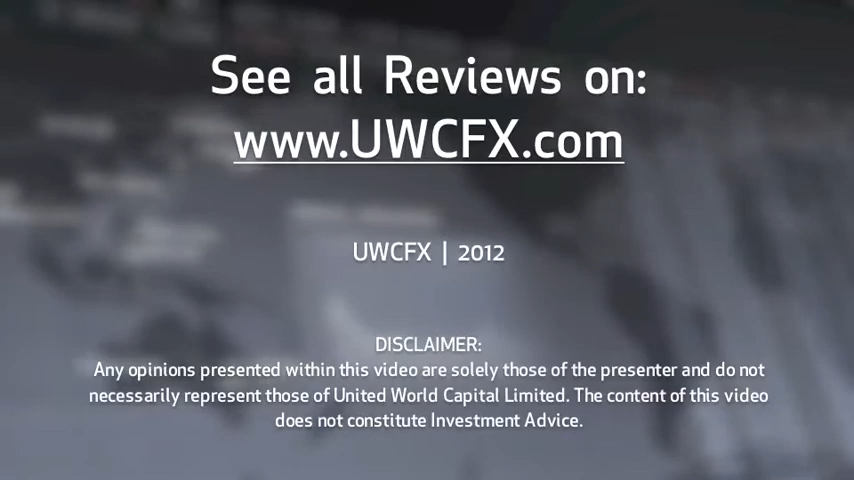 See all Reviews on:
www.UWCFX.com
UWCFX | 2012
DISCLAIMER:
Any opinions presented within this video are solely those of the presenter and do not
necessarily represent those of United World Capital Limited. The content of this video
does not constitute Investment Advice.